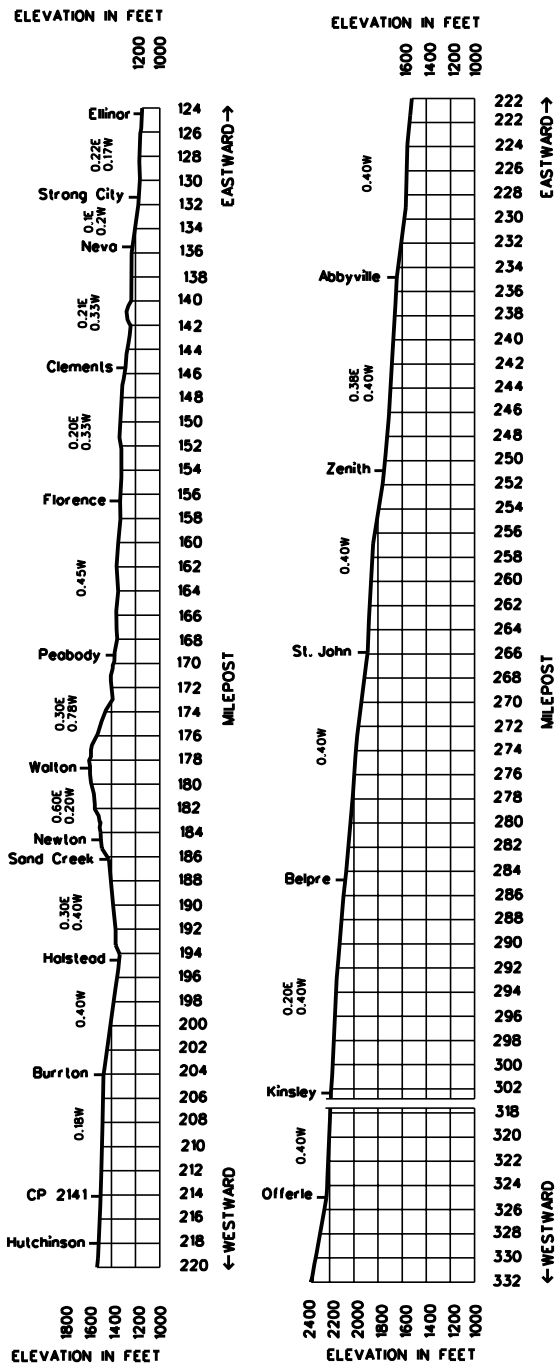 ELEVATION IN FEET
1200 1000
Ellinor
124
126
0.22E
0.17W
128
130
Strong City
132
0.1E
0.2W
134
Neva
136
138
140
0.21E
0.33W
142
144
Clements
146
148
0.20E
0.33W
150
152
154
Florence
156
158
160
0.45W
162
164
166
168
Peabody
170
172
0.30E
0.78W
174
176
178
Walton
180
0.60E
0.20W
182
184
Newton
Sand Creek
186
188
0.30E
0.40W
190
192
194
Halstead
196
0.40W
198
200
202
Burrton
204
206
0.18W
208
210
212
CP 2141
214
216
Hutchinson
218
220
EASTWARD→
MILEPOST
←WESTWARD
1800 1600 1400 1200 1000
ELEVATION IN FEET
ELEVATION IN FEET
1600 1400 1200 1000
222
222
224
0.40W
226
228
230
232
234
Abbyville
236
238
240
242
0.38E
0.40W
244
246
248
250
Zenith
252
254
256
0.40W
258
260
262
264
St. John
266
268
270
272
0.40W
274
276
278
280
282
284
Belpre
286
288
290
292
0.20E
0.40W
294
296
298
300
Kinsley
302
318
0.40W
320
322
324
Offerle
326
328
330
332
EASTWARD→
MILEPOST
←WESTWARD
2400 2200 2000 1800 1600 1400 1200 1000
ELEVATION IN FEET